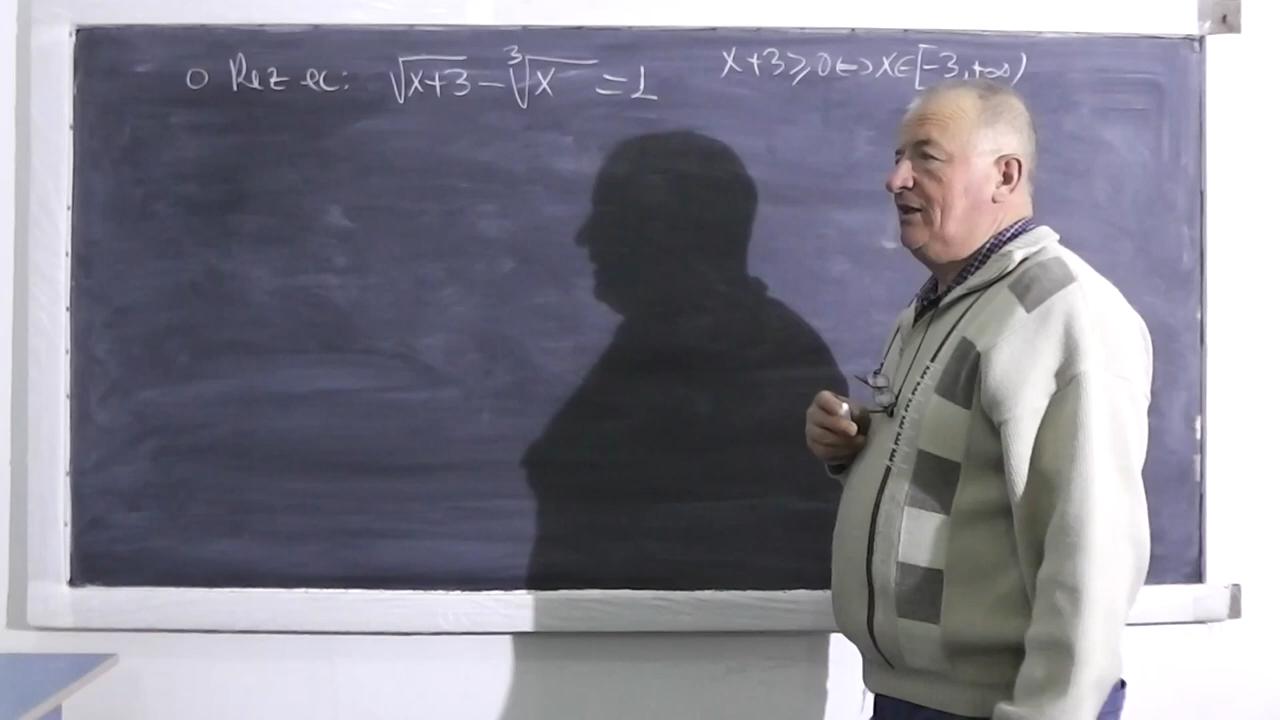 o Rez ec: √x+3 - ∛x = 1 x+3⩾0⇔x∈[-3,+∞)